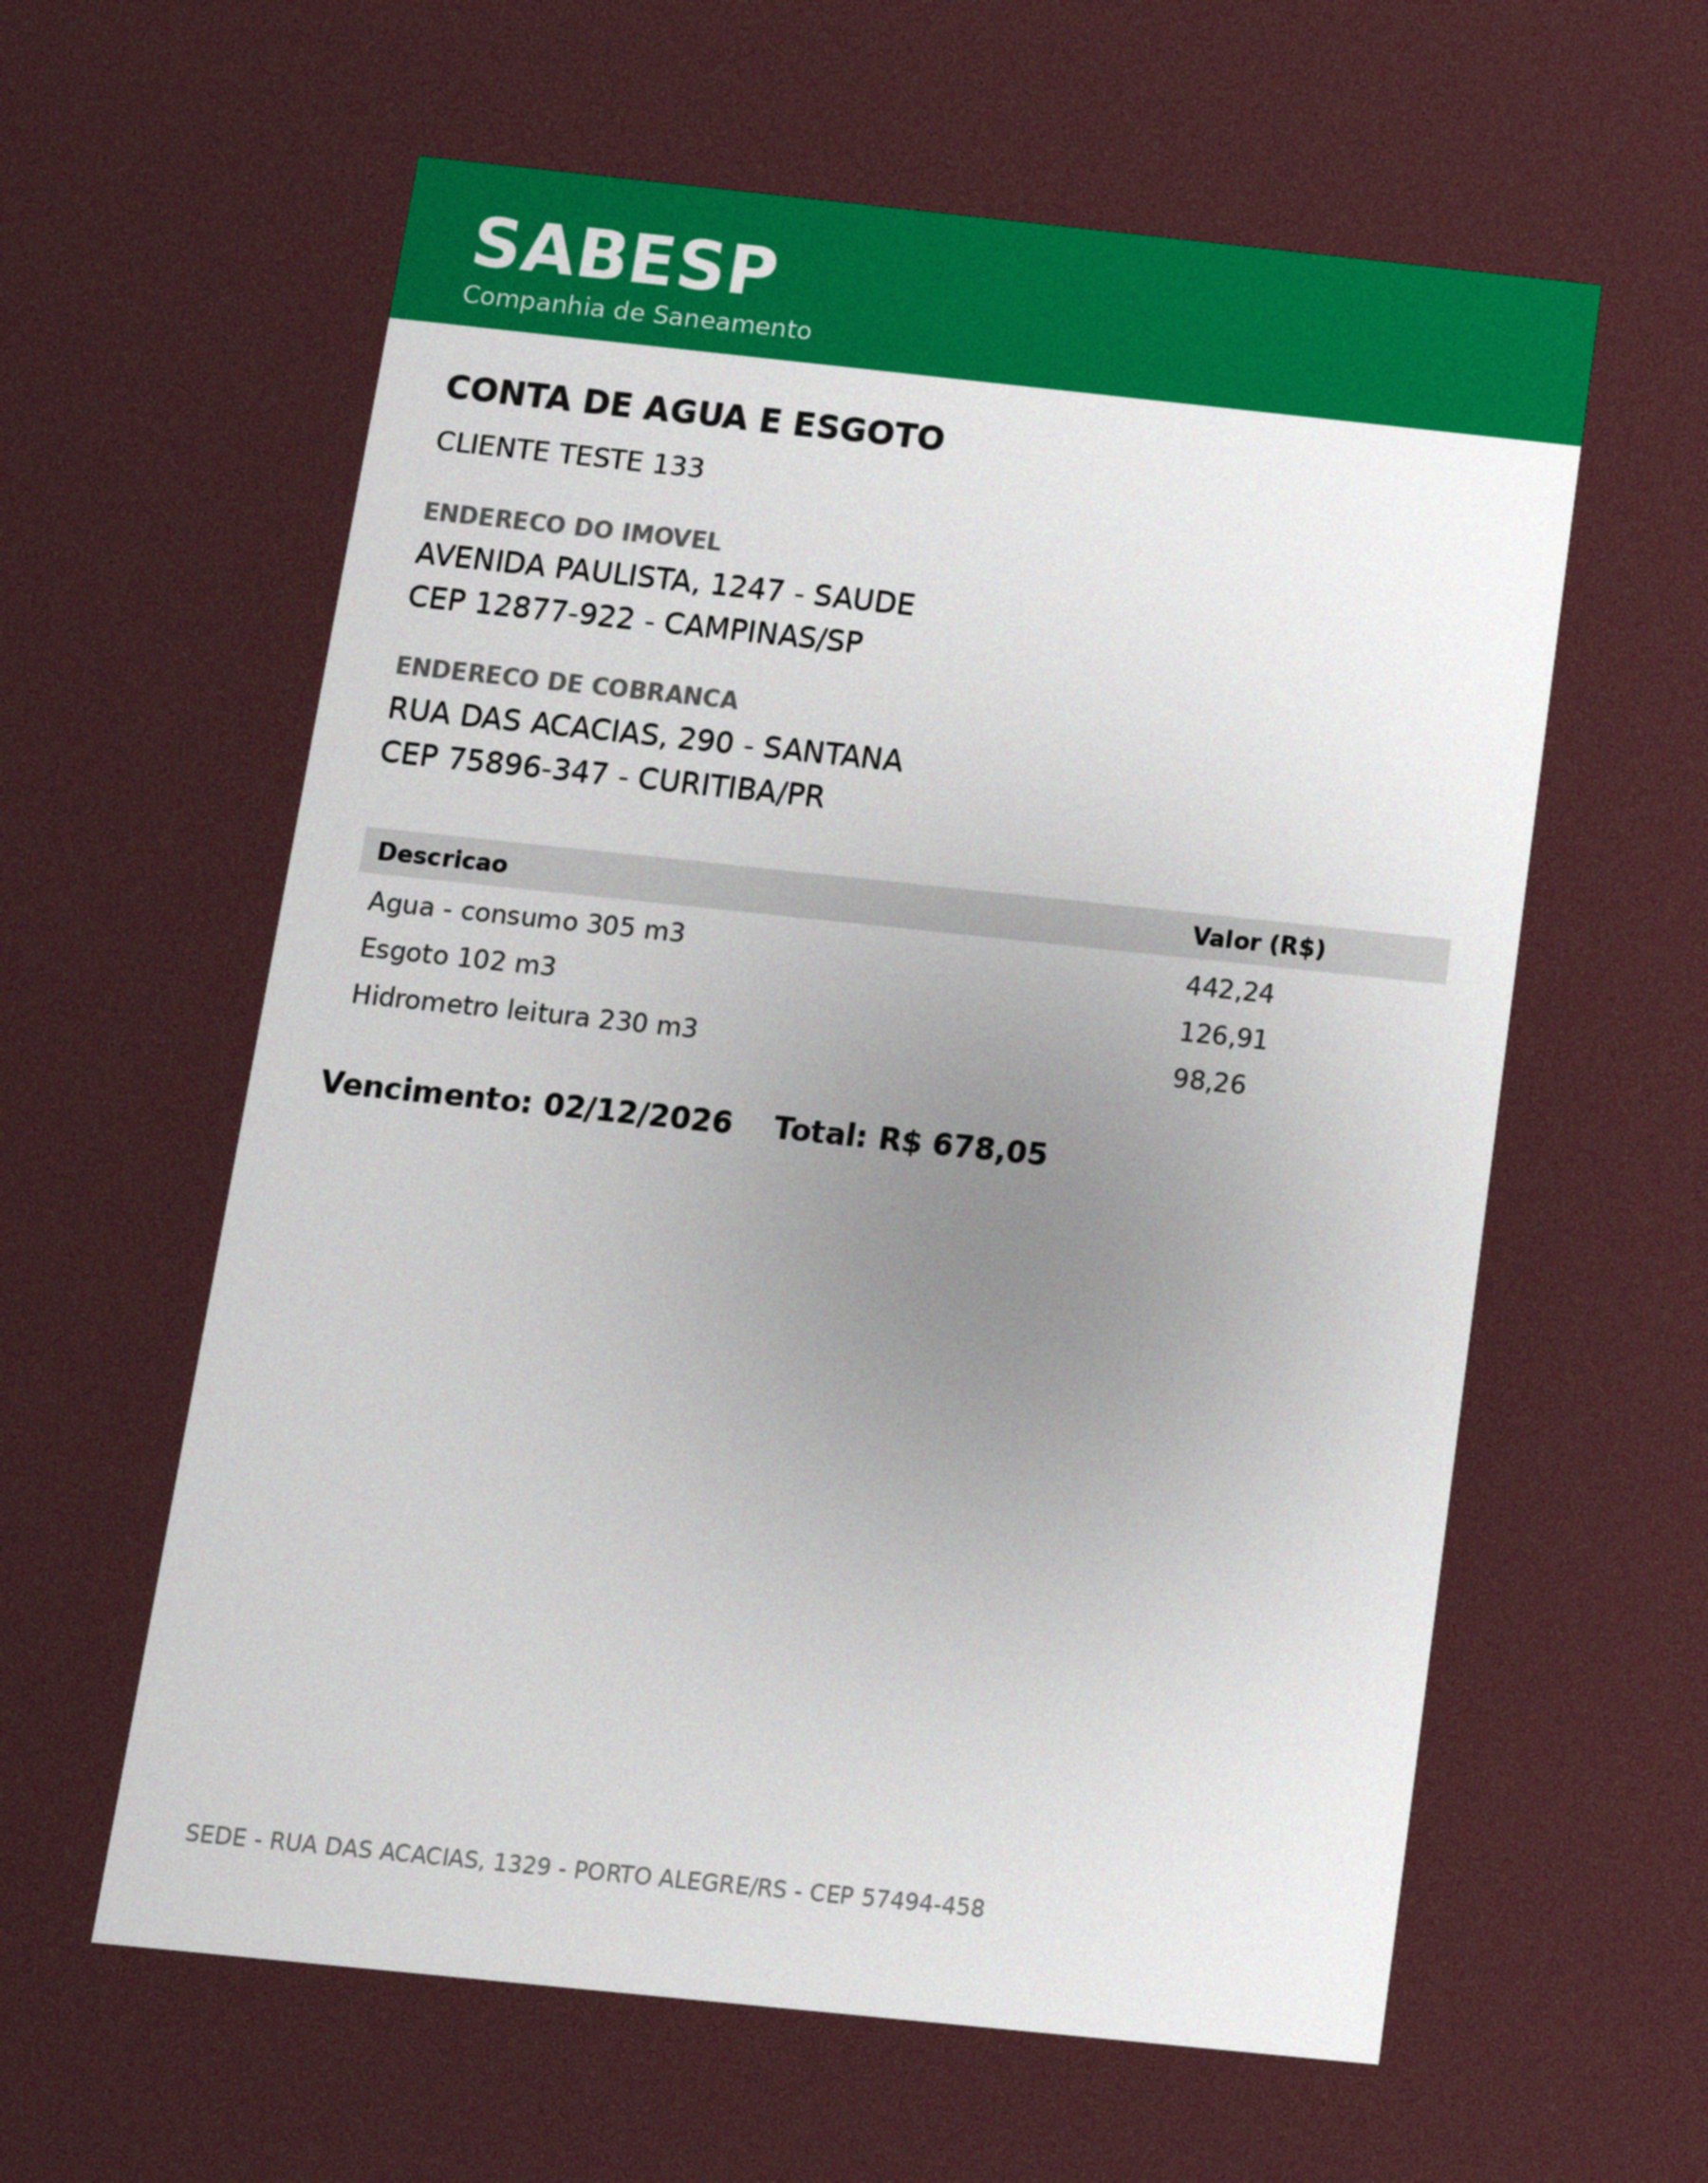 SABESP
Companhia de Saneamento
CONTA DE AGUA E ESGOTO
CLIENTE TESTE 133
ENDERECO DO IMOVEL
AVENIDA PAULISTA, 1247 - SAUDE
CEP 12877-922 - CAMPINAS/SP
ENDERECO DE COBRANCA
RUA DAS ACACIAS, 290 - SANTANA
CEP 75896-347 - CURITIBA/PR
Descricao Valor (R$)
Agua - consumo 305 m3 442,24
Esgoto 102 m3 126,91
Hidrometro leitura 230 m3 98,26
Vencimento: 02/12/2026 Total: R$ 678,05
SEDE - RUA DAS ACACIAS, 1329 - PORTO ALEGRE/RS - CEP 57494-458